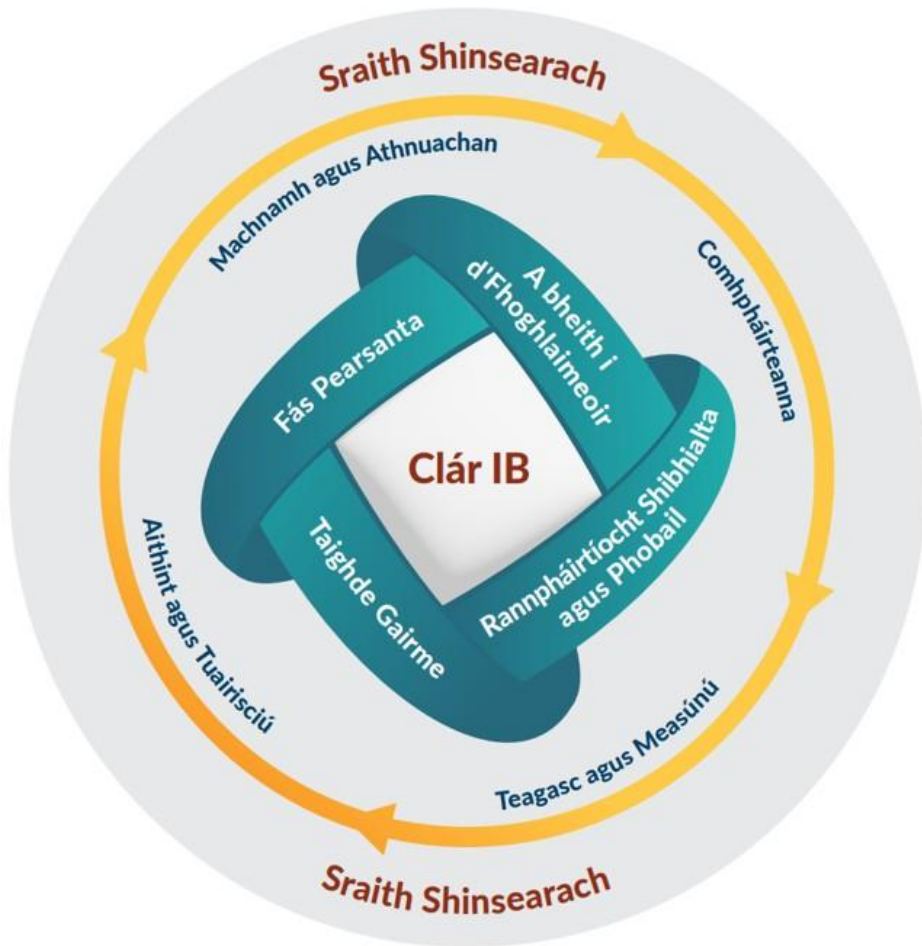 Sraith Shinsearach
Machnamh agus Athnuachan
Comhpháirteanna
A bheith i
d'Fhoghlaimeoir
Fás Pearsanta
Clár IB
Rannpháirtíocht Shibhialta
agus Phobail
Taighde Gairme
Aithint agus Tuairisciú
Teagasc agus Measúnú
Sraith Shinsearach